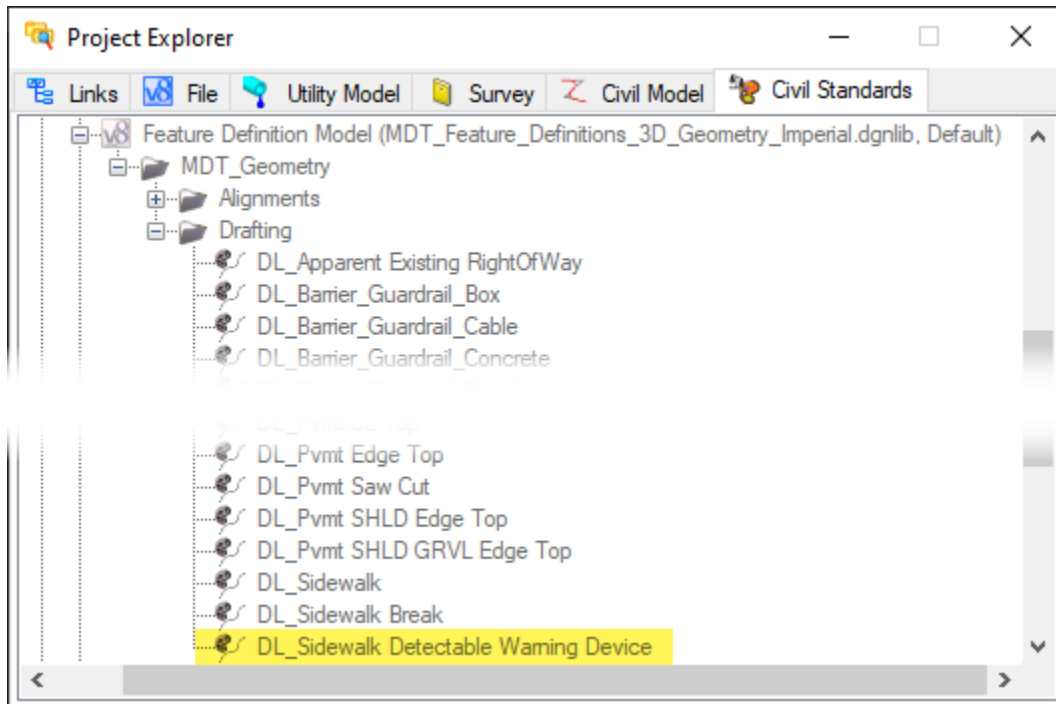 Project Explorer
Links File Utility Model Survey Civil Model Civil Standards
v8 Feature Definition Model (MDT_Feature_Definitions_3D_Geometry_Imperial.dgnlib, Default)
MDT_Geometry
Alignments
Drafting
DL_Apparent Existing RightOfWay
DL_Barrier_Guardrail_Box
DL_Barrier_Guardrail_Cable
DL_Barrier_Guardrail_Concrete
DL_Pvmt Edge Top
DL_Pvmt Saw Cut
DL_Pvmt SHLD Edge Top
DL_Pvmt SHLD GRVL Edge Top
DL_Sidewalk
DL_Sidewalk Break
DL_Sidewalk Detectable Warning Device